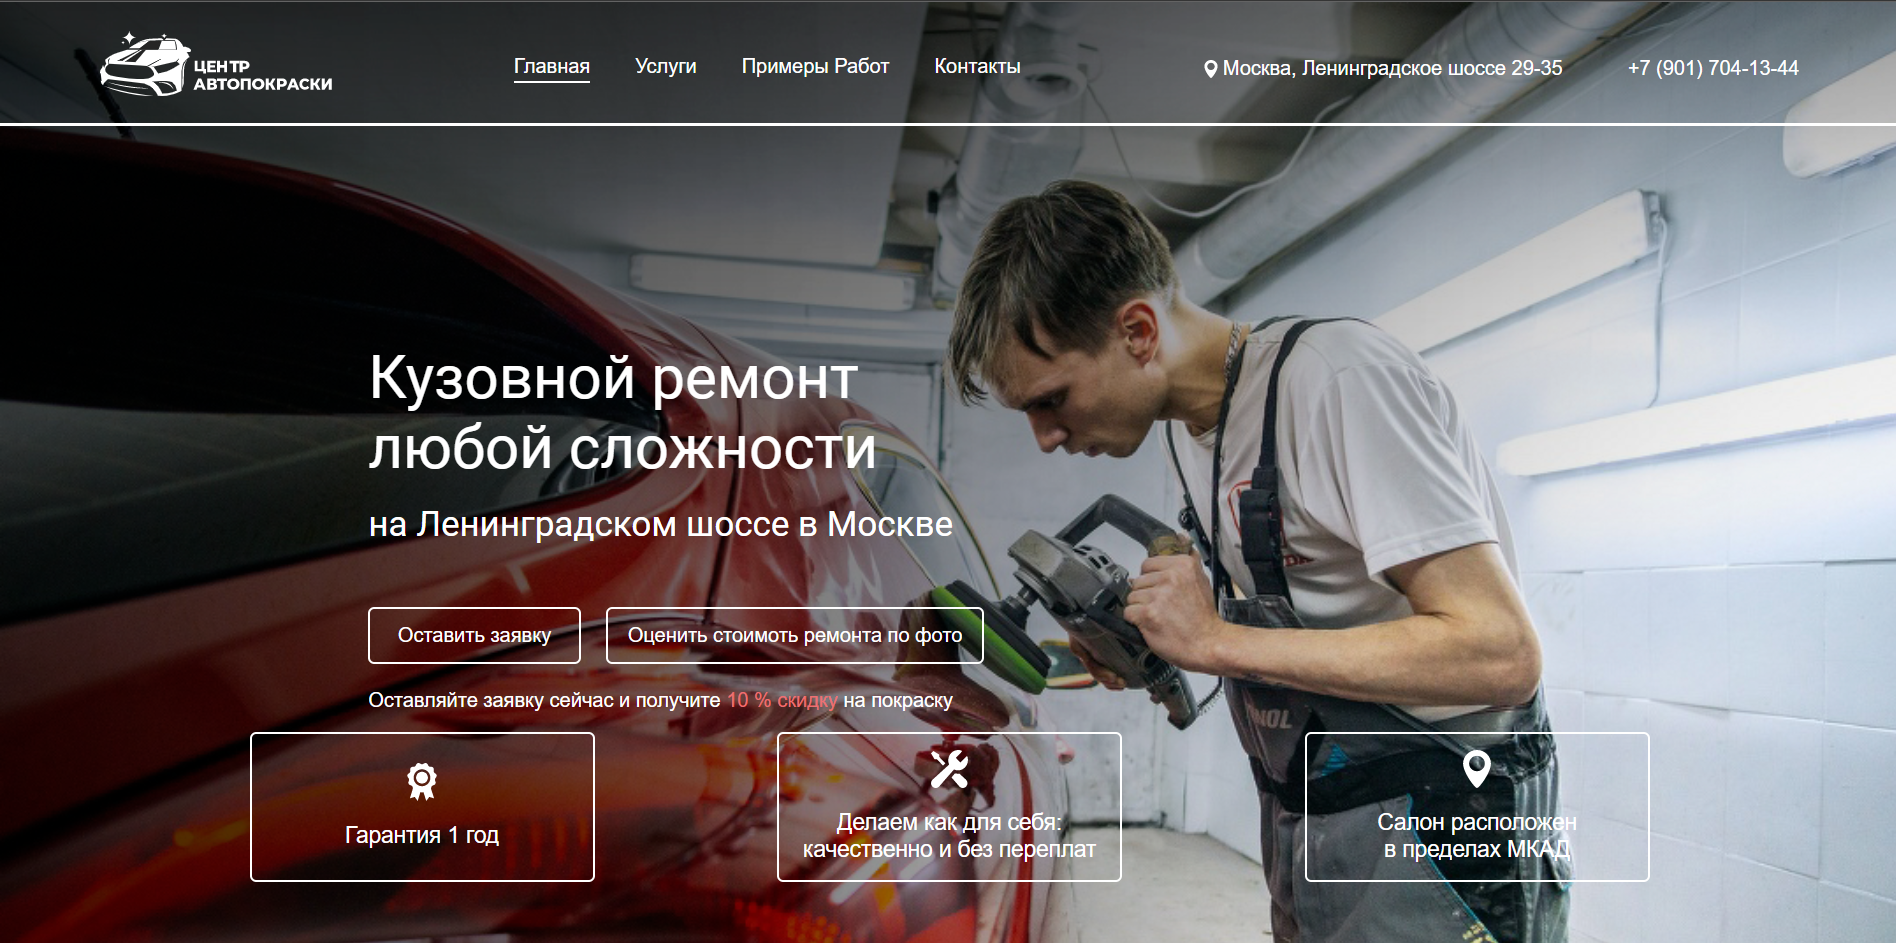 ЦЕНТР
АВТОПОКРАСКИ
Главная
Услуги
Примеры Работ
Контакты
Москва, Ленинградское шоссе 29-35
+7 (901) 704-13-44
Кузовной ремонт
любой сложности
на Ленинградском шоссе в Москве
Оставить заявку
Оценить стоимоть ремонта по фото
Оставляйте заявку сейчас и получите 10 % скидку на покраску
Гарантия 1 год
Делаем как для себя:
качественно и без переплат
Салон расположен
в пределах МКАД